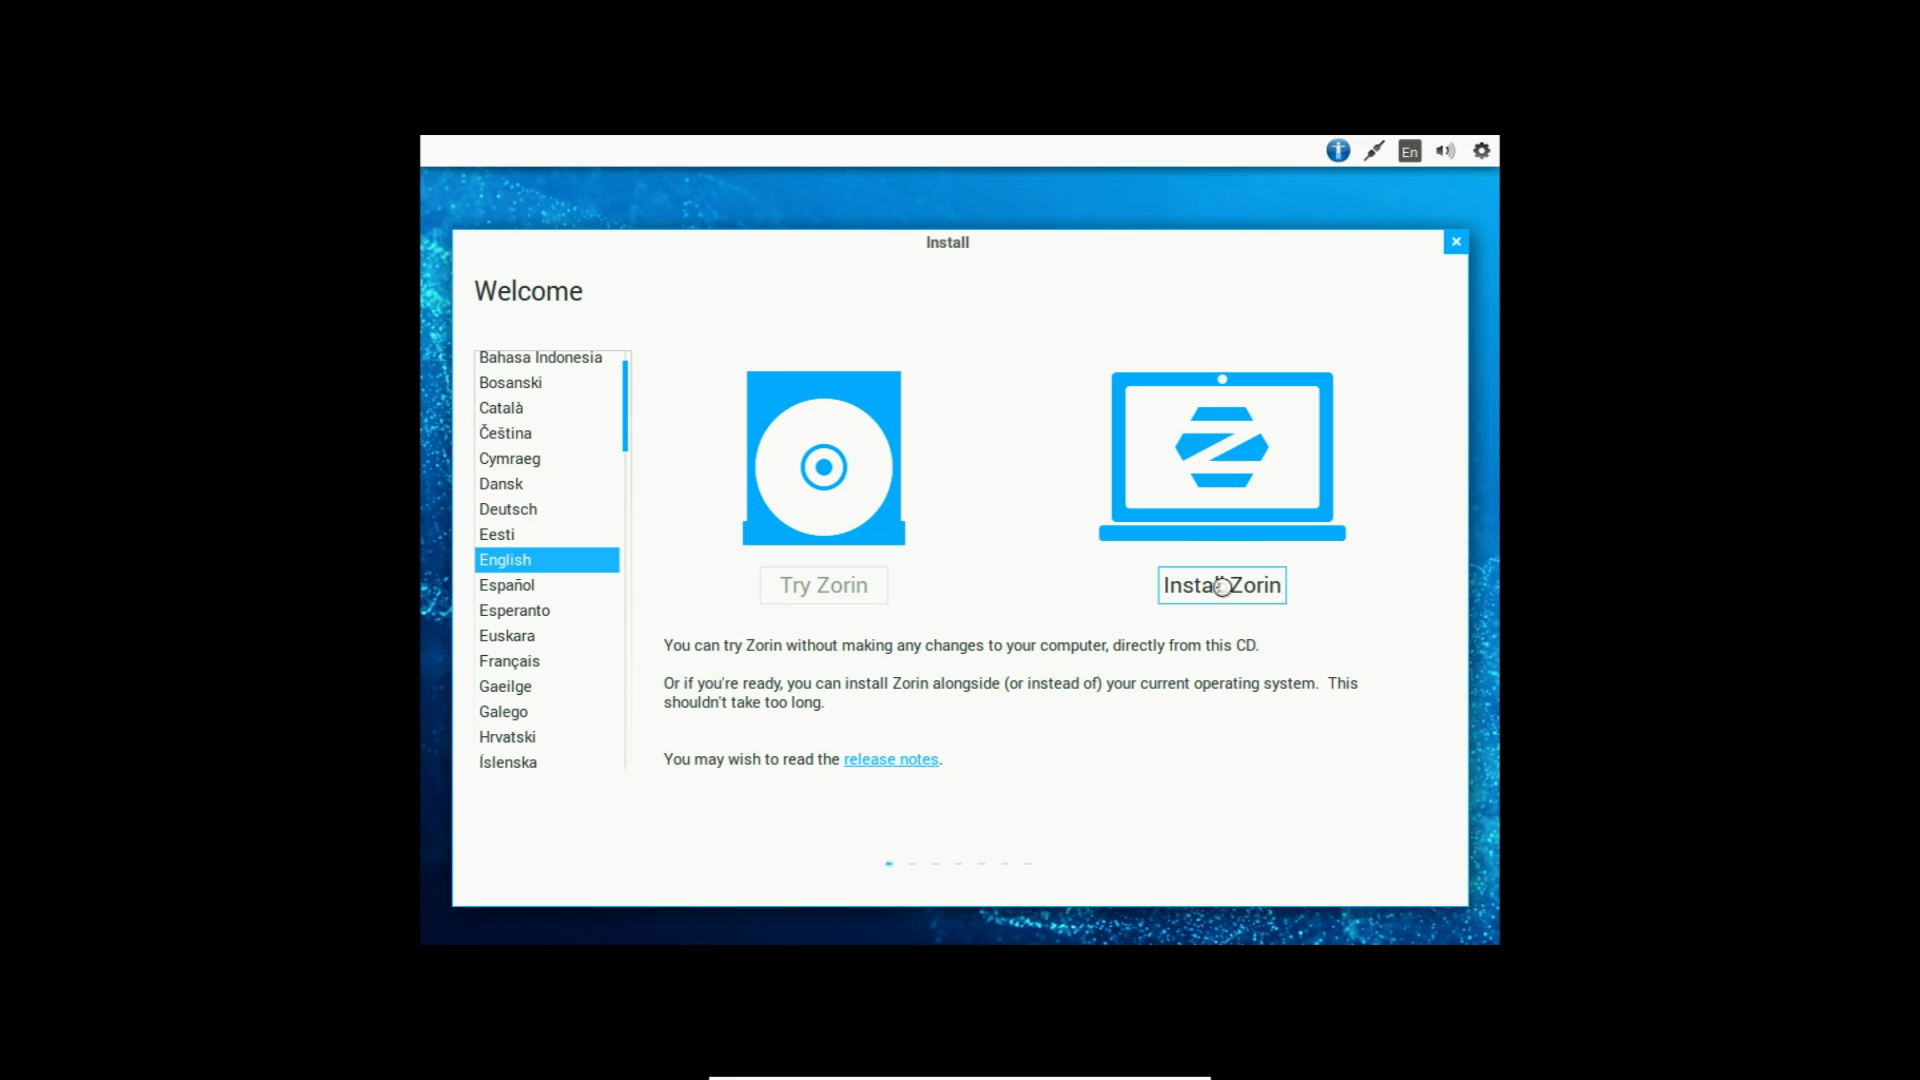 En
Install
Welcome
Bahasa Indonesia
Bosanski
Català
Čeština
Cymraeg
Dansk
Deutsch
Eesti
English
Español
Esperanto
Euskara
Français
Gaeilge
Galego
Hrvatski
Íslenska
Try Zorin
Install Zorin
You can try Zorin without making any changes to your computer, directly from this CD.
Or if you're ready, you can install Zorin alongside (or instead of) your current operating system. This
shouldn't take too long.
You may wish to read the release notes.